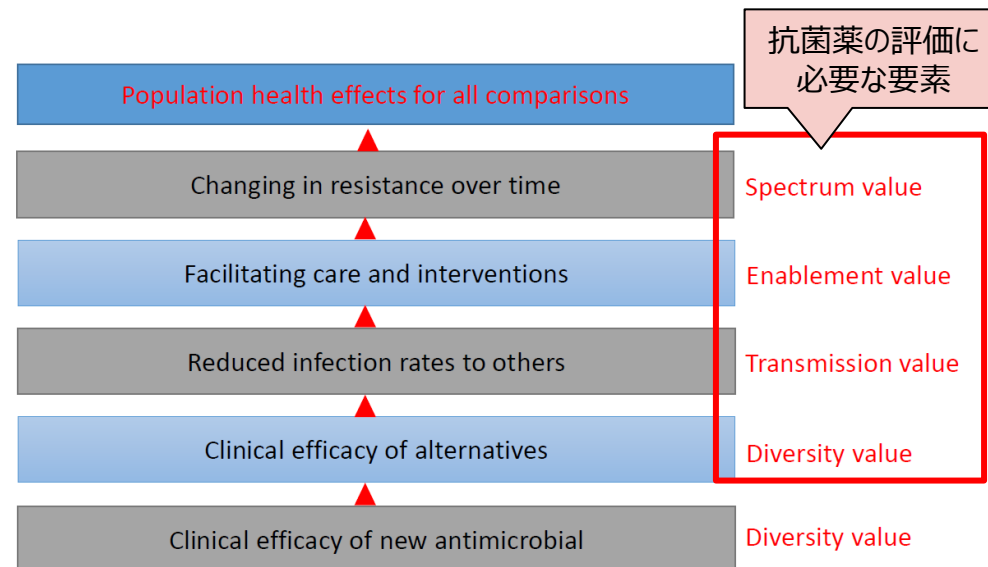 抗菌薬の評価に
必要な要素
Population health effects for all comparisons
Changing in resistance over time
Spectrum value
Facilitating care and interventions
Enablement value
Reduced infection rates to others
Transmission value
Clinical efficacy of alternatives
Diversity value
Clinical efficacy of new antimicrobial
Diversity value